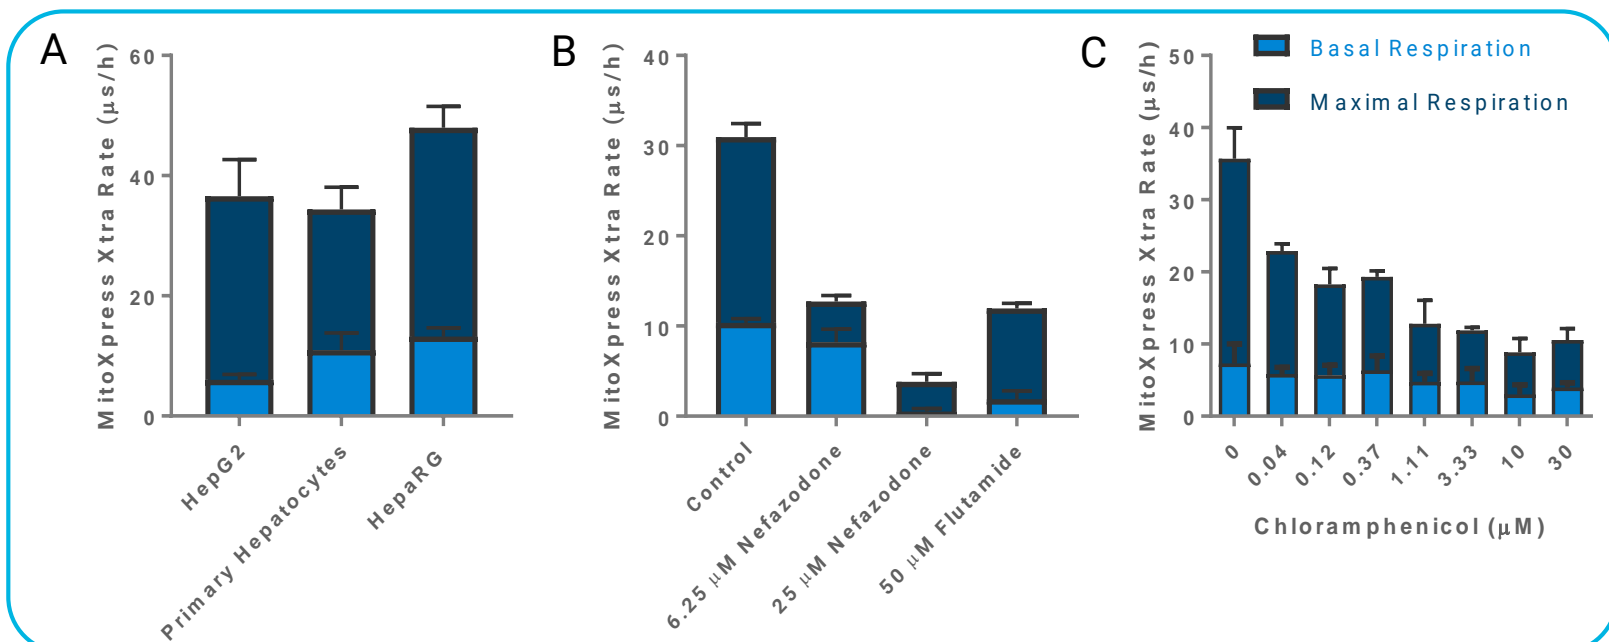 A
MitoXpress Xtra Rate (μs/h)
60
40
20
0
HepG2
Primary Hepatocytes
HepaRG
B
MitoXpress Xtra Rate (μs/h)
40
30
20
10
0
Control
6.25 μM Nefazodone
25 μM Nefazodone
50 μM Flutamide
C
MitoXpress Xtra Rate (μs/h)
50
40
30
20
10
0
Basal Respiration
Maximal Respiration
0
0.04
0.12
0.37
1.11
3.33
10
30
Chloramphenicol (μM)